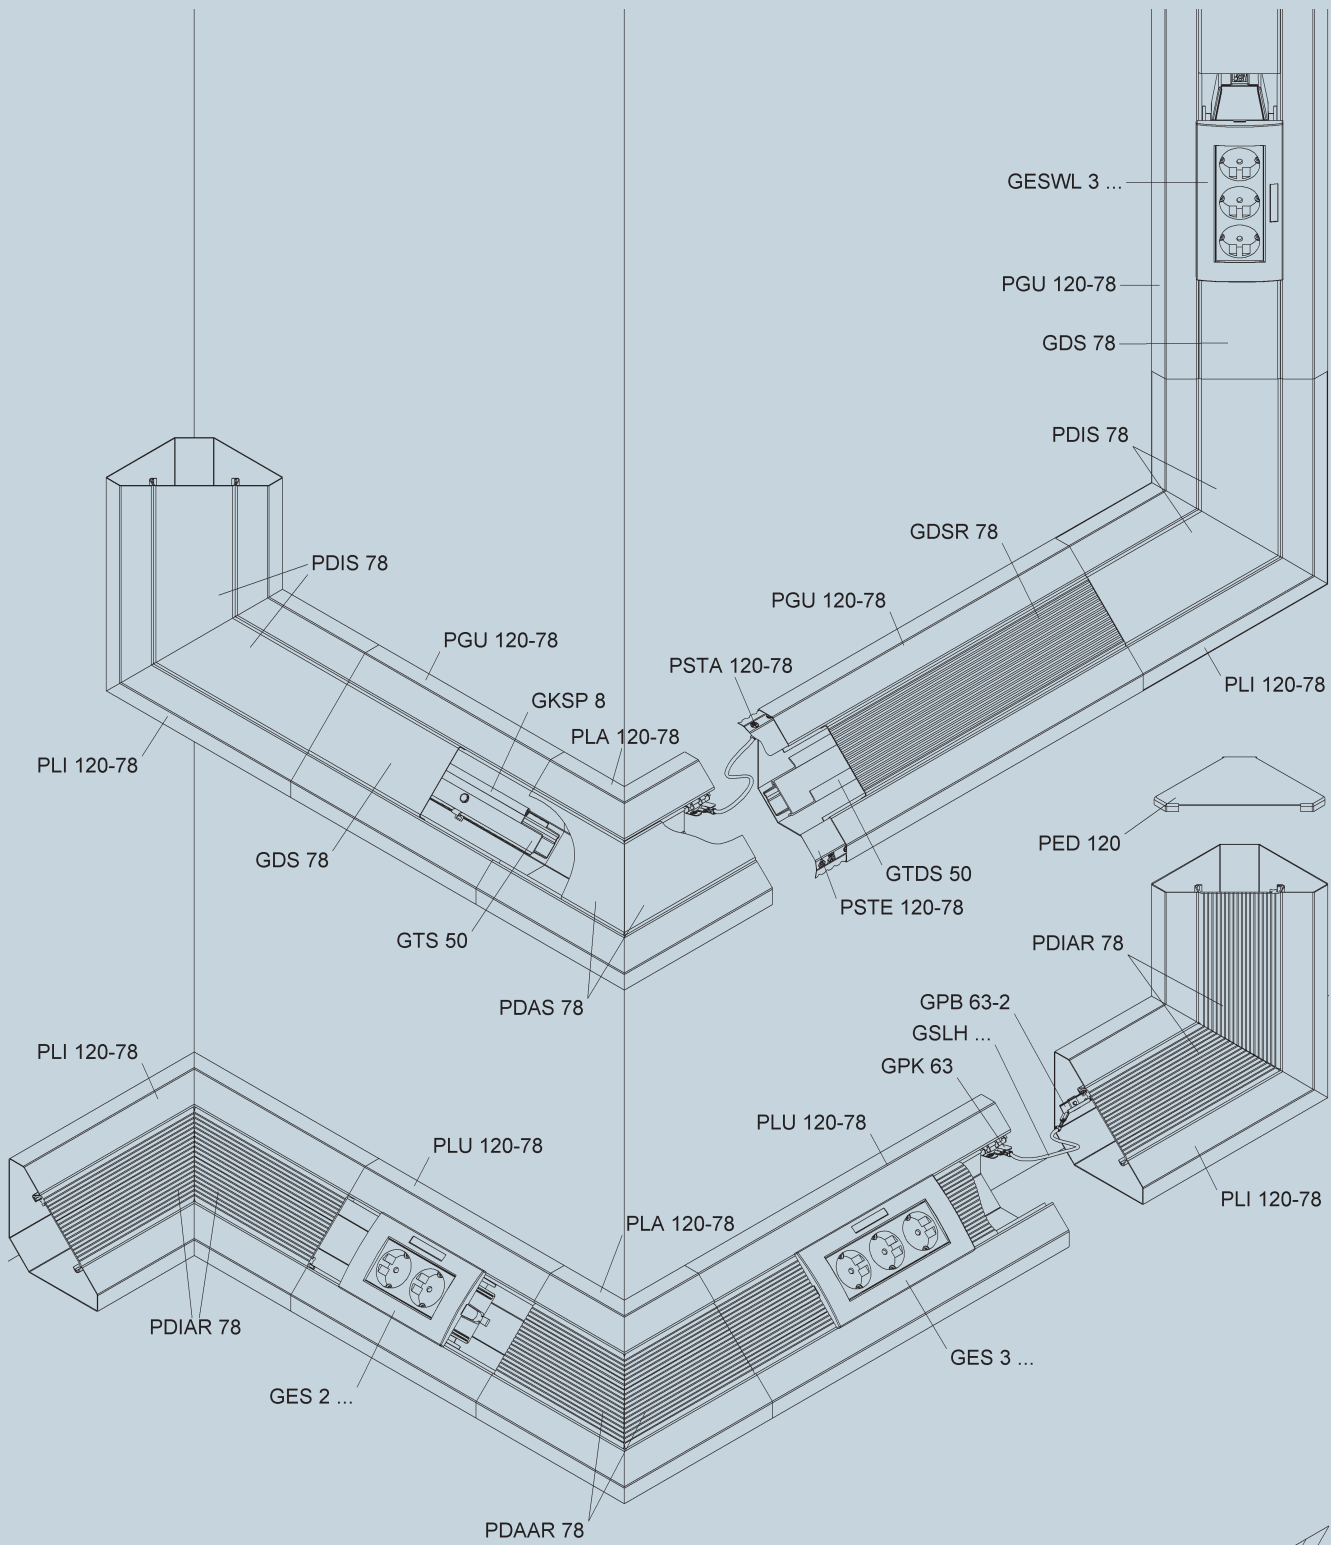 GESWL 3 ...
PGU 120-78
GDS 78
PDIS 78
GDSR 78
PDIS 78
PGU 120-78
PGU 120-78
PSTA 120-78
PLI 120-78
GKSP 8
PLA 120-78
PLI 120-78
PED 120
GDS 78
GTDS 50
PSTE 120-78
GTS 50
PDIAR 78
PDAS 78
GPB 63-2
GSLH ...
PLI 120-78
GPK 63
PLU 120-78
PLU 120-78
PLI 120-78
PLA 120-78
PDIAR 78
GES 3 ...
GES 2 ...
PDAAR 78